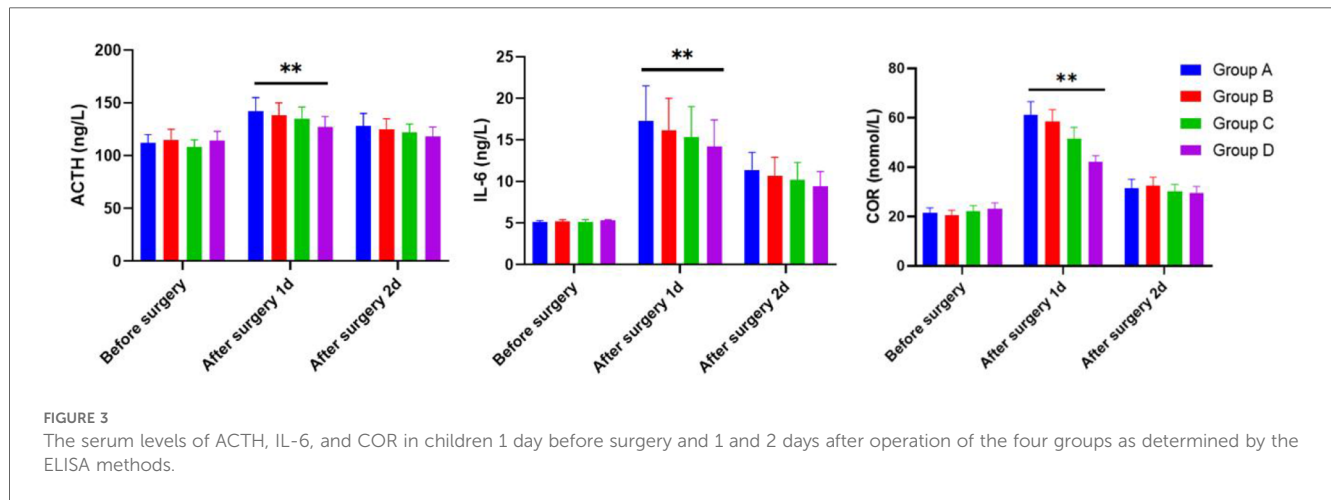 200
150
100
50
0
ACTH (ng/L)
**
Before surgery
After surgery 1d
After surgery 2d
25
20
15
10
5
0
IL-6 (ng/L)
**
Before surgery
After surgery 1d
After surgery 2d
80
60
40
20
0
COR (nomol/L)
**
Before surgery
After surgery 1d
After surgery 2d
Group A
Group B
Group C
Group D
FIGURE 3
The serum levels of ACTH, IL-6, and COR in children 1 day before surgery and 1 and 2 days after operation of the four groups as determined by the
ELISA methods.